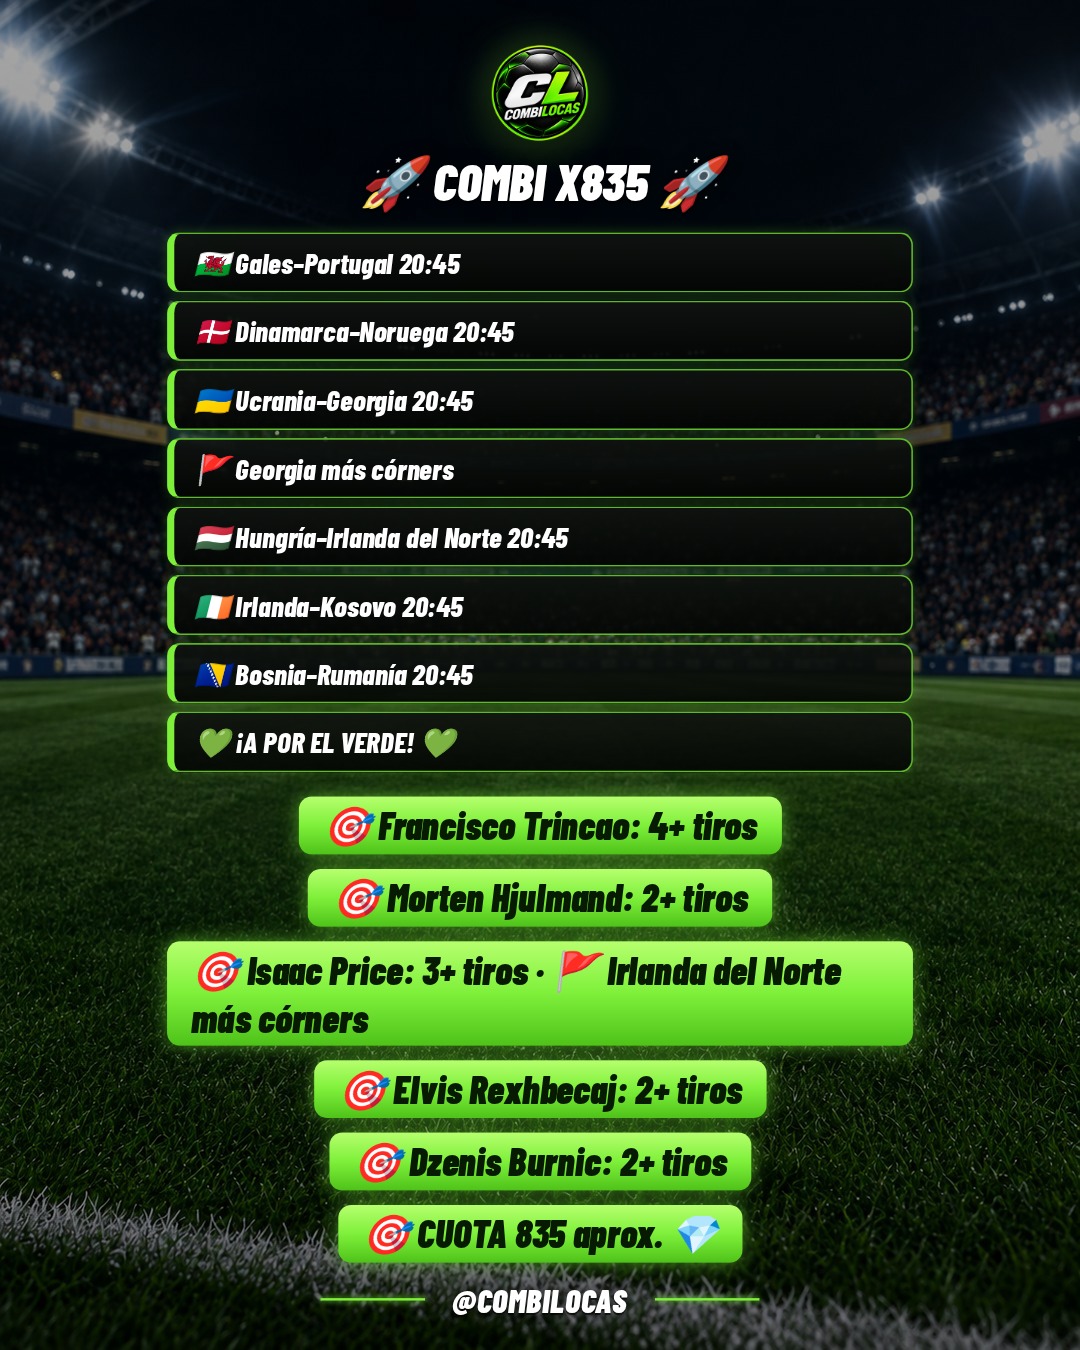 CL
COMBILOCAS
🚀 COMBI X835 🚀
🏴󠁧󠁢󠁷󠁬󠁳󠁿 Gales-Portugal 20:45
🇩🇰 Dinamarca-Noruega 20:45
🇺🇦 Ucrania-Georgia 20:45
🚩 Georgia más córners
🇭🇺 Hungría-Irlanda del Norte 20:45
🇮🇪 Irlanda-Kosovo 20:45
🇧🇦 Bosnia-Rumanía 20:45
💚 ¡A POR EL VERDE! 💚
🎯 Francisco Trincao: 4+ tiros
🎯 Morten Hjulmand: 2+ tiros
🎯 Isaac Price: 3+ tiros · 🚩 Irlanda del Norte
más córners
🎯 Elvis Rexhbecaj: 2+ tiros
🎯 Dzenis Burnic: 2+ tiros
🎯 CUOTA 835 aprox. 💎
@COMBILOCAS